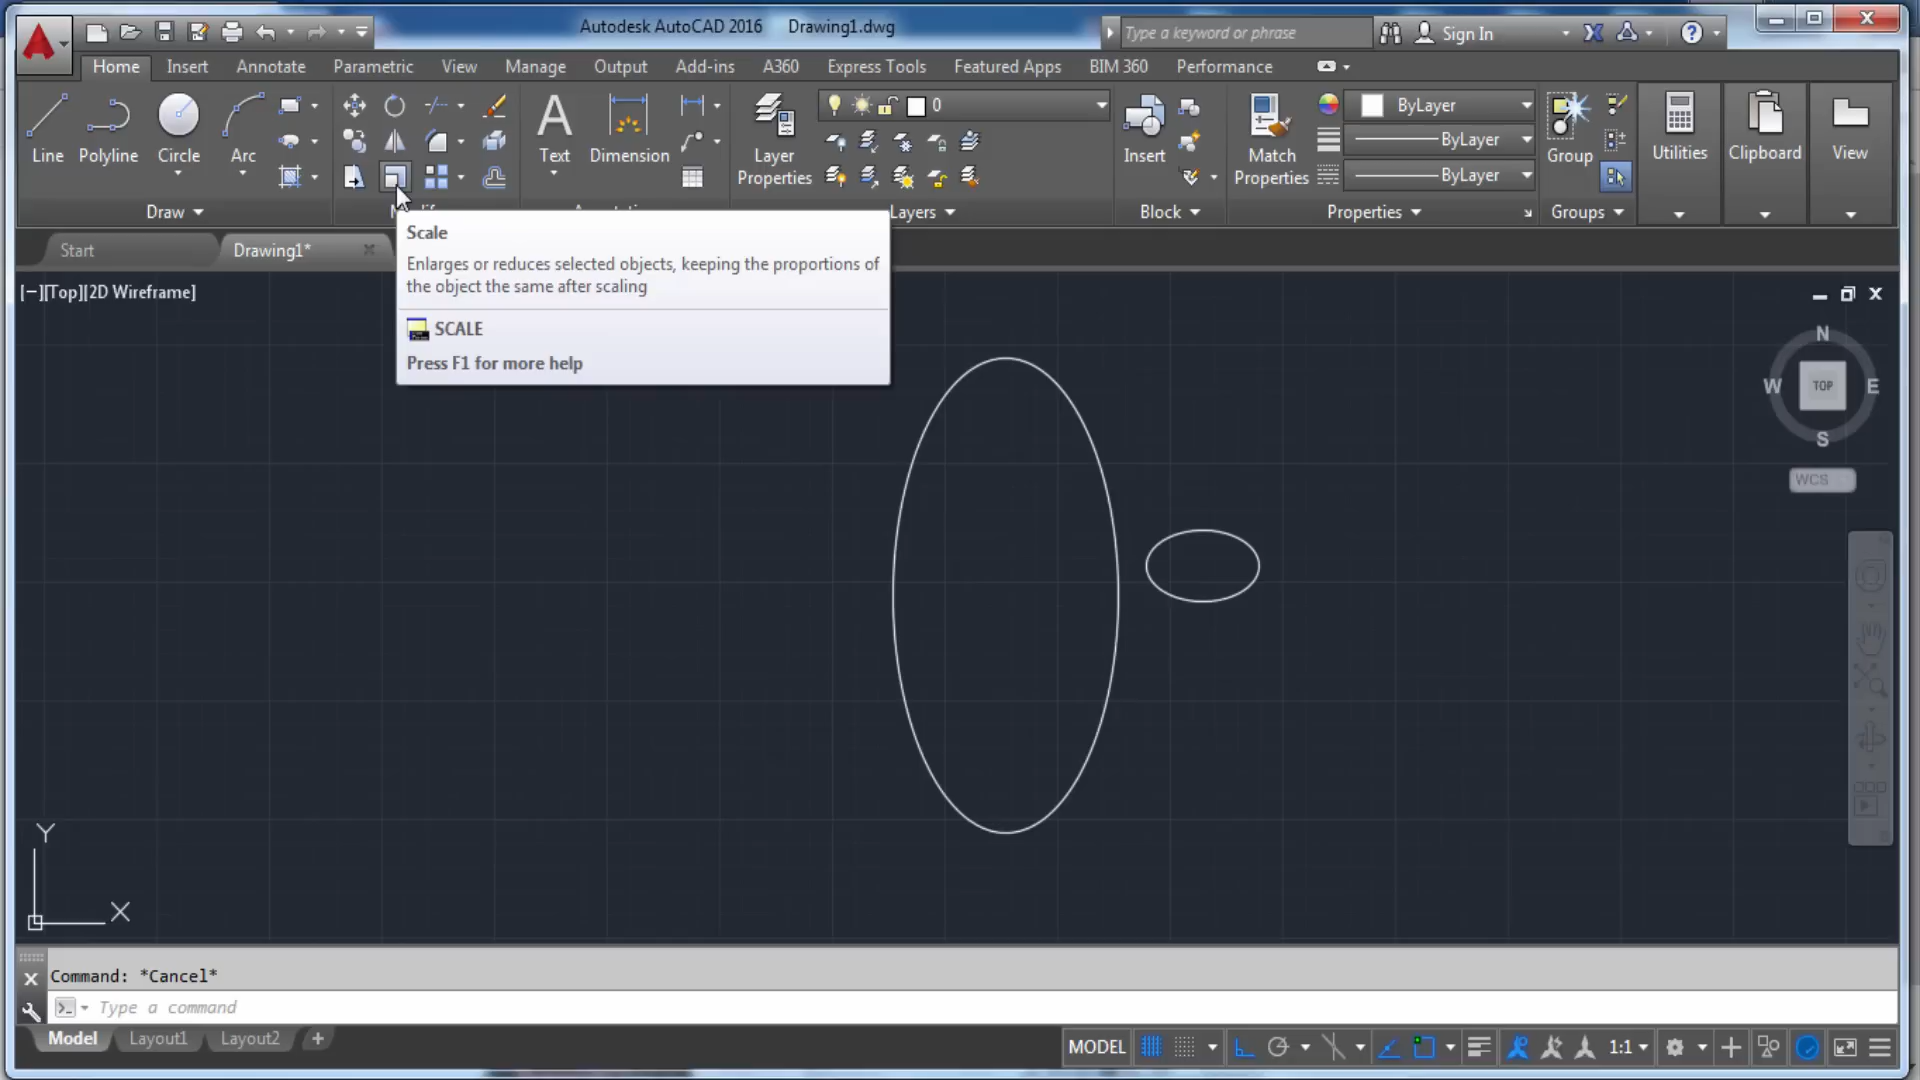 Autodesk AutoCAD 2016 Drawing1.dwg
Type a keyword or phrase
Sign In
Home Insert Annotate Parametric View Manage Output Add-ins A360 Express Tools Featured Apps BIM 360 Performance
0
ByLayer
ByLayer
ByLayer
Line Polyline Circle Arc
Text Dimension
Layer
Properties
Insert
Match
Properties
Group
Utilities
Clipboard
View
Draw
Layers
Block
Properties
Groups
Start
Drawing1*
Scale
Enlarges or reduces selected objects, keeping the proportions of
the object the same after scaling
SCALE
Press F1 for more help
[−][Top][2D Wireframe]
N
W TOP E
S
WCS
Y
X
Command: *Cancel*
Type a command
Model Layout1 Layout2 +
MODEL
1:1